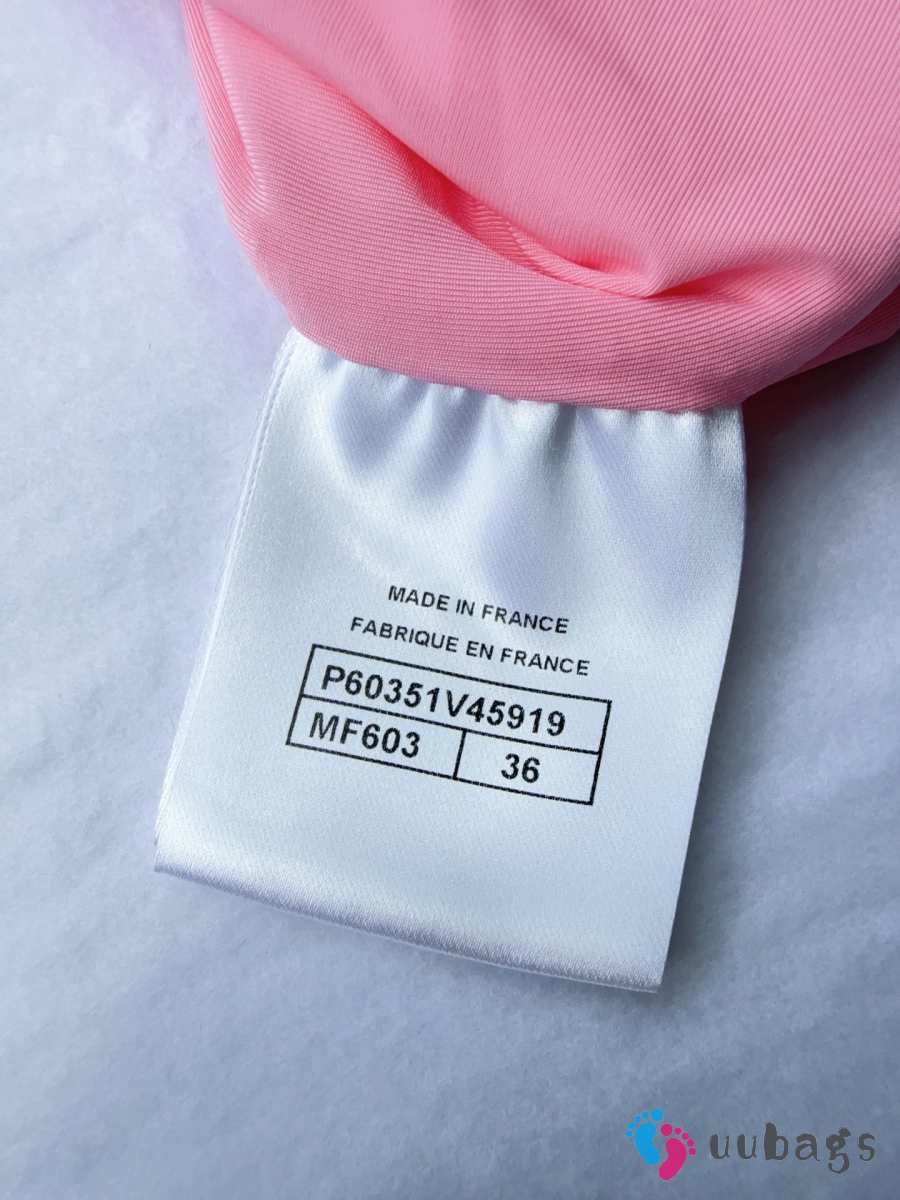 MADE IN FRANCE
FABRIQUE EN FRANCE
P60351V45919
MF603 36
uubags